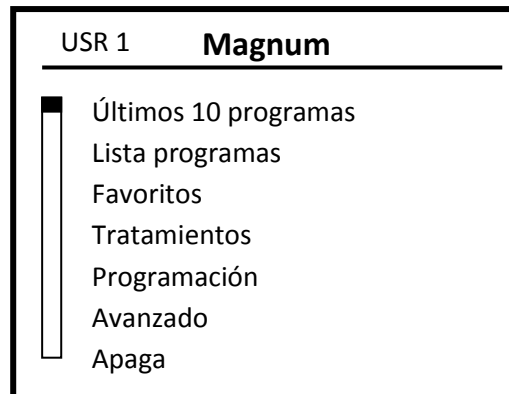 USR 1 Magnum
Últimos 10 programas
Lista programas
Favoritos
Tratamientos
Programación
Avanzado
Apaga